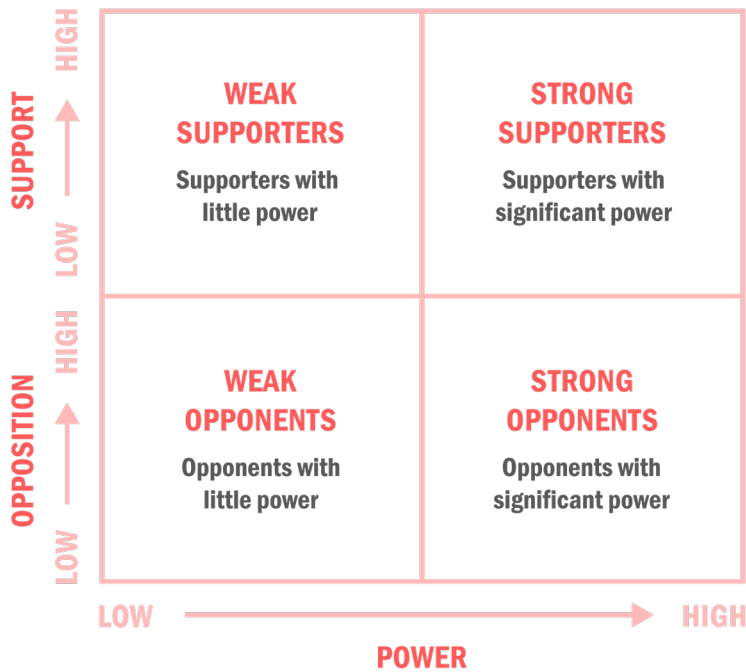 HIGH
SUPPORT
LOW
WEAK
SUPPORTERS
Supporters with
little power
STRONG
SUPPORTERS
Supporters with
significant power
HIGH
OPPOSITION
LOW
WEAK
OPPONENTS
Opponents with
little power
STRONG
OPPONENTS
Opponents with
significant power
LOW
HIGH
POWER